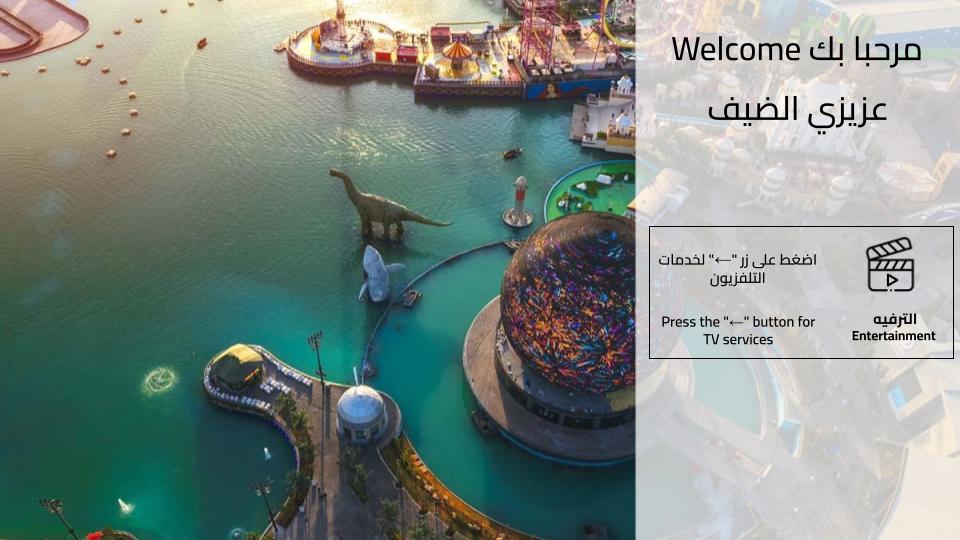 مرحبا بك Welcome
عزيزي الضيف
اضغط على زر "←" لخدمات
التلفزيون
Press the "←" button for
TV services
الترفيه
Entertainment